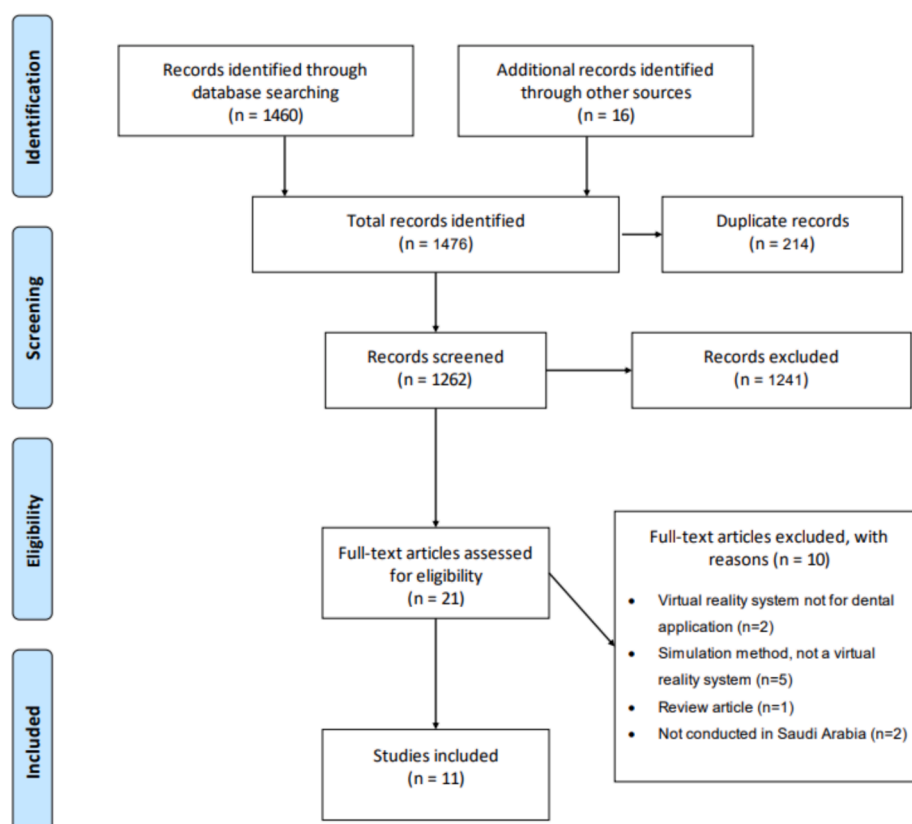 Identification
Records identified through
database searching
(n = 1460)
Additional records identified
through other sources
(n = 16)
Total records identified
(n = 1476)
Duplicate records
(n = 214)
Screening
Records screened
(n = 1262)
Records excluded
(n = 1241)
Eligibility
Full-text articles assessed
for eligibility
(n = 21)
Full-text articles excluded, with
reasons (n = 10)
• Virtual reality system not for dental
application (n=2)
• Simulation method, not a virtual
reality system (n=5)
• Review article (n=1)
• Not conducted in Saudi Arabia (n=2)
Included
Studies included
(n = 11)